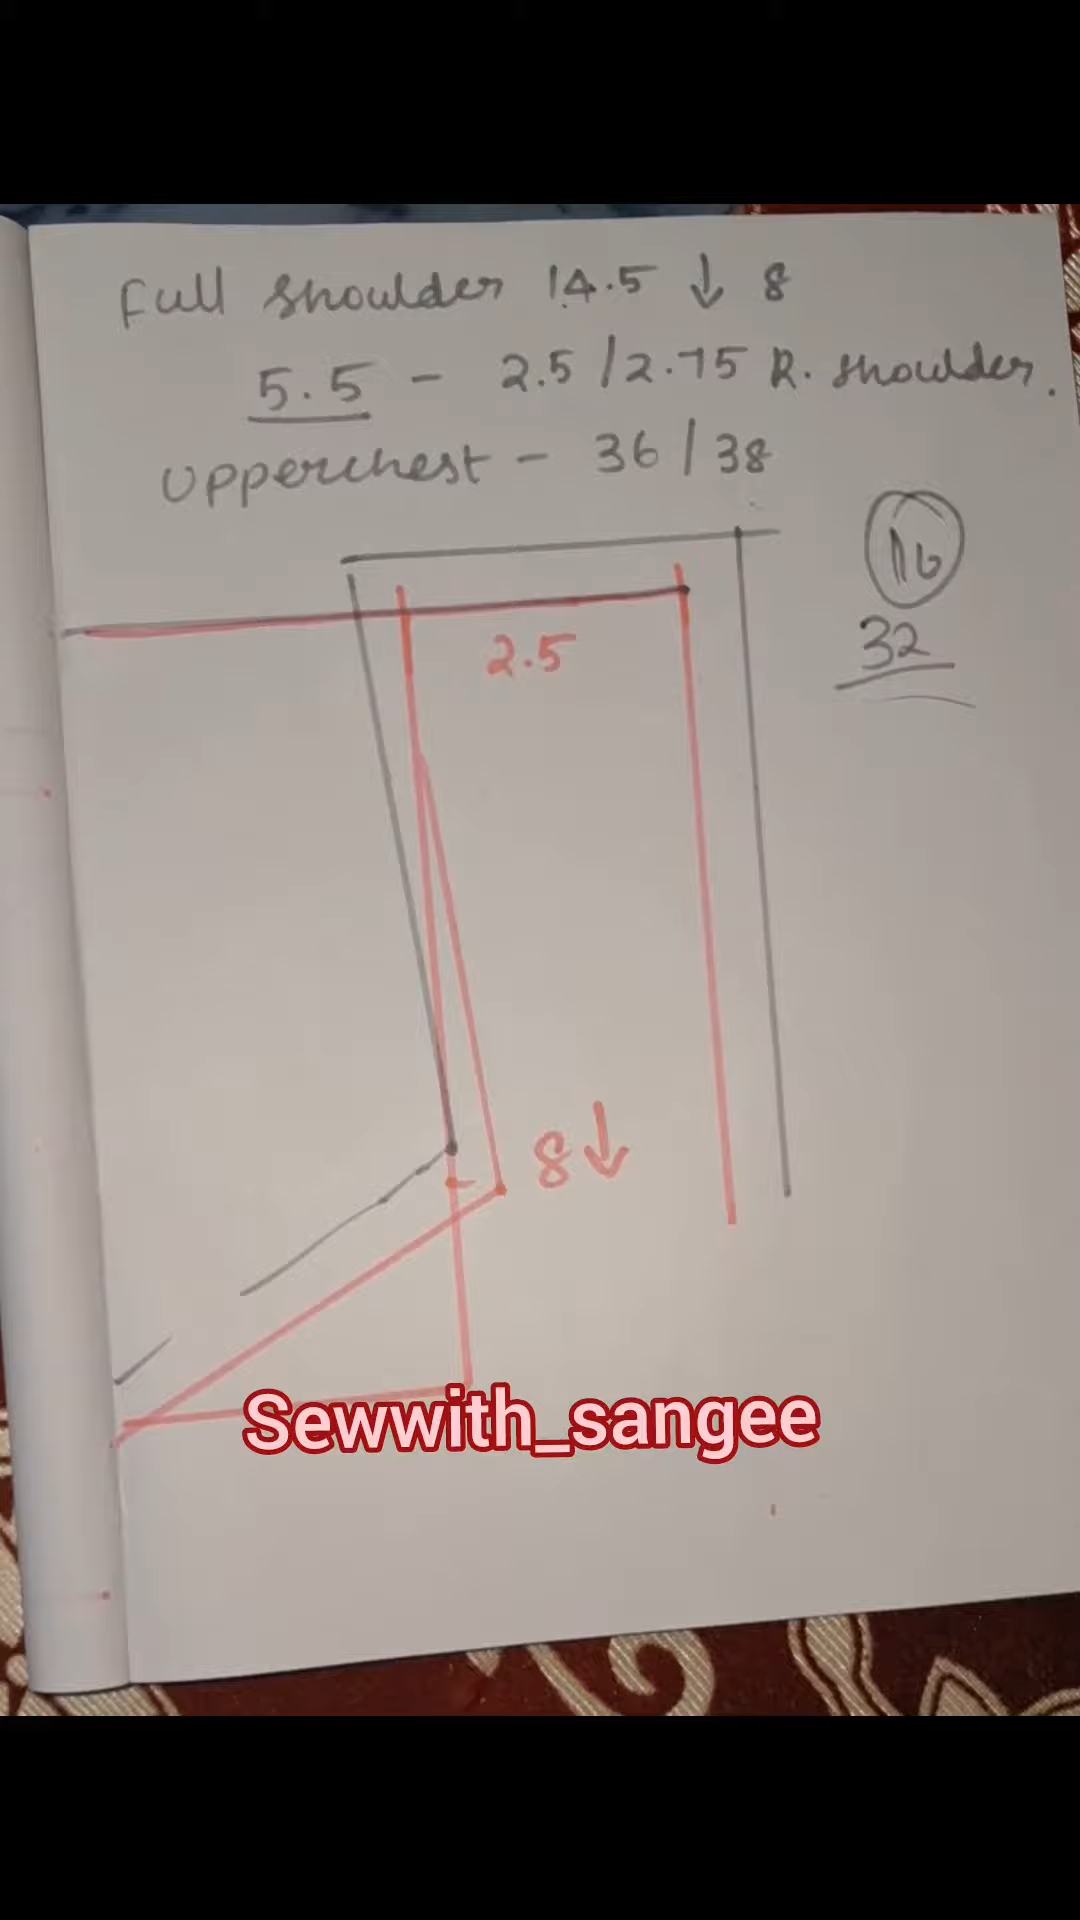 Full shoulder 14.5 ↓ 8
5.5 - 2.5 / 2.75 R. shoulder.
Upperchest - 36 / 38
32
2.5
8 ↓
Sewwith_sangee